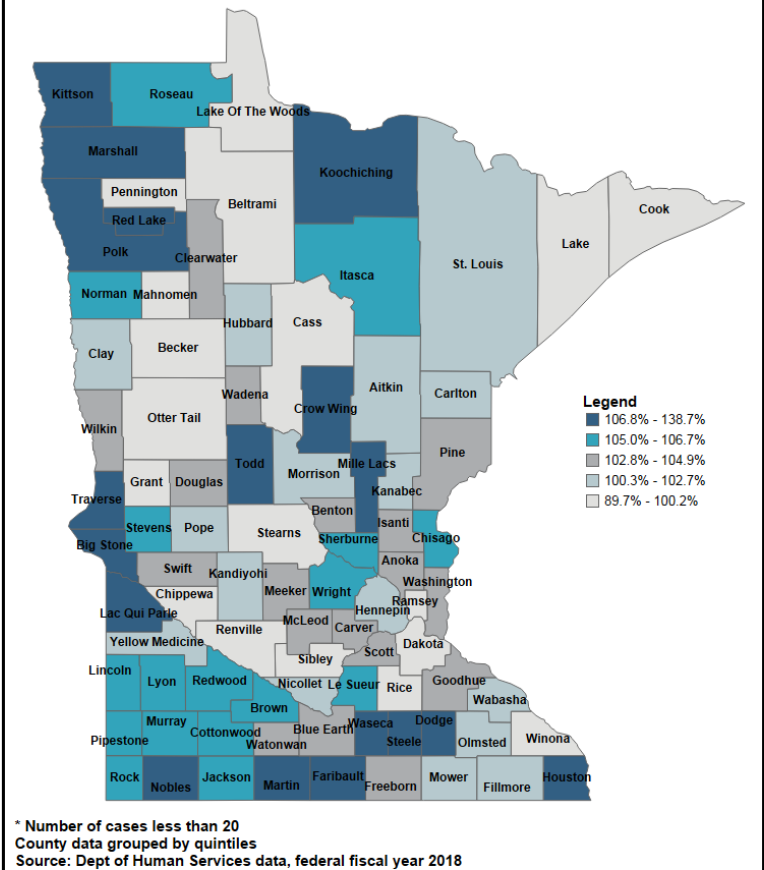 Kittson
Roseau
Lake Of The Woods
Marshall
Koochiching
Pennington
Beltrami
Red Lake
Cook
Lake
Polk
Clearwater
St. Louis
Itasca
Norman
Mahnomen
Hubbard
Cass
Becker
Clay
Aitkin
Carlton
Wadena
Crow Wing
Otter Tail
Wilkin
Legend
106.8% - 138.7%
105.0% - 106.7%
102.8% - 104.9%
100.3% - 102.7%
89.7% - 100.2%
Pine
Todd
Mille Lacs
Morrison
Grant
Douglas
Kanabec
Traverse
Benton
Isanti
Stevens
Pope
Stearns
Sherburne
Chisago
Big Stone
Anoka
Swift
Kandiyohi
Washington
Meeker
Wright
Chippewa
Ramsey
Hennepin
Lac Qui Parle
McLeod
Carver
Renville
Yellow Medicine
Dakota
Scott
Sibley
Lincoln
Lyon
Redwood
Nicollet
Le Sueur
Rice
Goodhue
Wabasha
Brown
Murray
Waseca
Dodge
Blue Earth
Cottonwood
Pipestone
Watonwan
Steele
Olmsted
Winona
Rock
Nobles
Jackson
Martin
Faribault
Freeborn
Mower
Fillmore
Houston
* Number of cases less than 20
County data grouped by quintiles
Source: Dept of Human Services data, federal fiscal year 2018